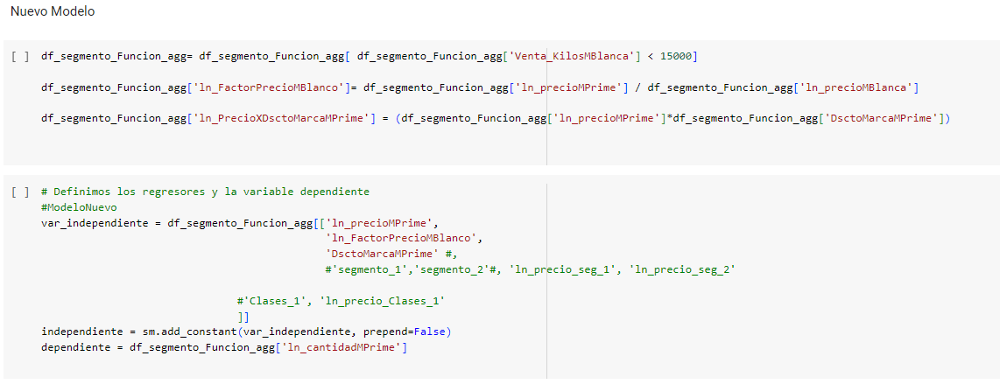 Nuevo Modelo
[ ] df_segmento_Funcion_agg= df_segmento_Funcion_agg[ df_segmento_Funcion_agg['Venta_KilosMBlanca'] < 15000]
df_segmento_Funcion_agg['ln_FactorPrecioMBlanco']= df_segmento_Funcion_agg['ln_precioMPrime'] / df_segmento_Funcion_agg['ln_precioMBlanca']
df_segmento_Funcion_agg['ln_PrecioXDsctoMarcaMPrime'] = (df_segmento_Funcion_agg['ln_precioMPrime']*df_segmento_Funcion_agg['DsctoMarcaMPrime'])
[ ] # Definimos los regresores y la variable dependiente
#ModeloNuevo
var_independiente = df_segmento_Funcion_agg[['ln_precioMPrime',
'ln_FactorPrecioMBlanco',
'DsctoMarcaMPrime' #,
#'segmento_1','segmento_2'#, 'ln_precio_seg_1', 'ln_precio_seg_2'
#'Clases_1', 'ln_precio_Clases_1'
]]
independiente = sm.add_constant(var_independiente, prepend=False)
dependiente = df_segmento_Funcion_agg['ln_cantidadMPrime']